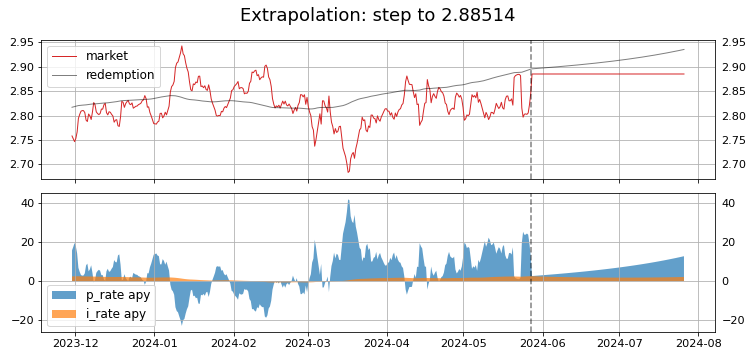 Extrapolation: step to 2.88514
2.95 2.95
market
redemption
2.90 2.90
2.85 2.85
2.80 2.80
2.75 2.75
2.70 2.70
40 40
20 20
0 0
p_rate apy
i_rate apy
−20 −20
2023-12 2024-01 2024-02 2024-03 2024-04 2024-05 2024-06 2024-07 2024-08